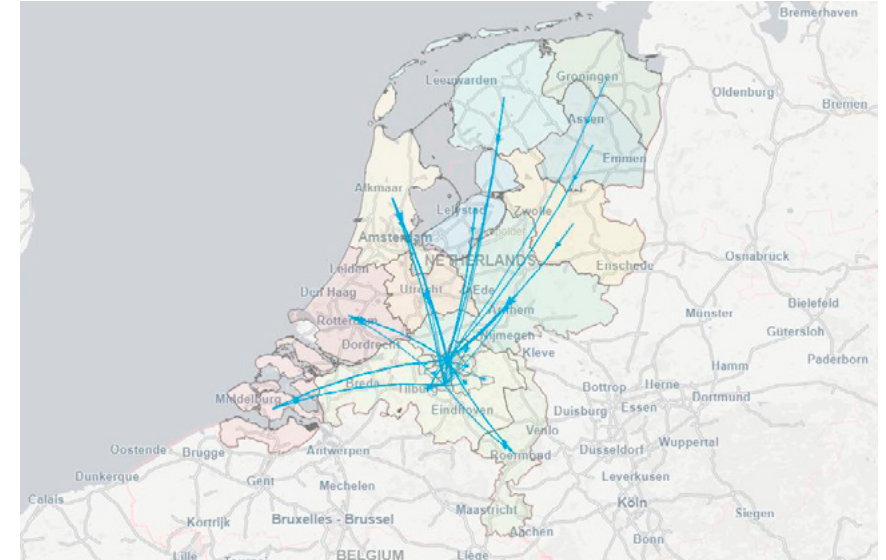 Bremerhaven
Leeuwarden
Groningen
Oldenburg
Bremen
Assen
Emmen
Alkmaar
Lelystad
Zwolle
Amsterdam
NETHERLANDS
Osnabrück
Enschede
Leiden
Den Haag
Utrecht
Ede
Arnhem
Bielefeld
Münster
Gütersloh
Rotterdam
Nijmegen
Dordrecht
Kleve
Paderborn
Hamm
Breda
Tilburg
Bottrop
Herne
Dortmund
Middelburg
Eindhoven
Duisburg
Essen
Venlo
Wuppertal
Oostende
Brugge
Antwerpen
Roermond
Dusseldorf
Dunkerque
Gent
Mechelen
Leverkusen
Calais
Maastricht
Köln
Siegen
Kortrijk
Bruxelles - Brussel
Aachen
Bonn
Lille
BELGIUM
Liège